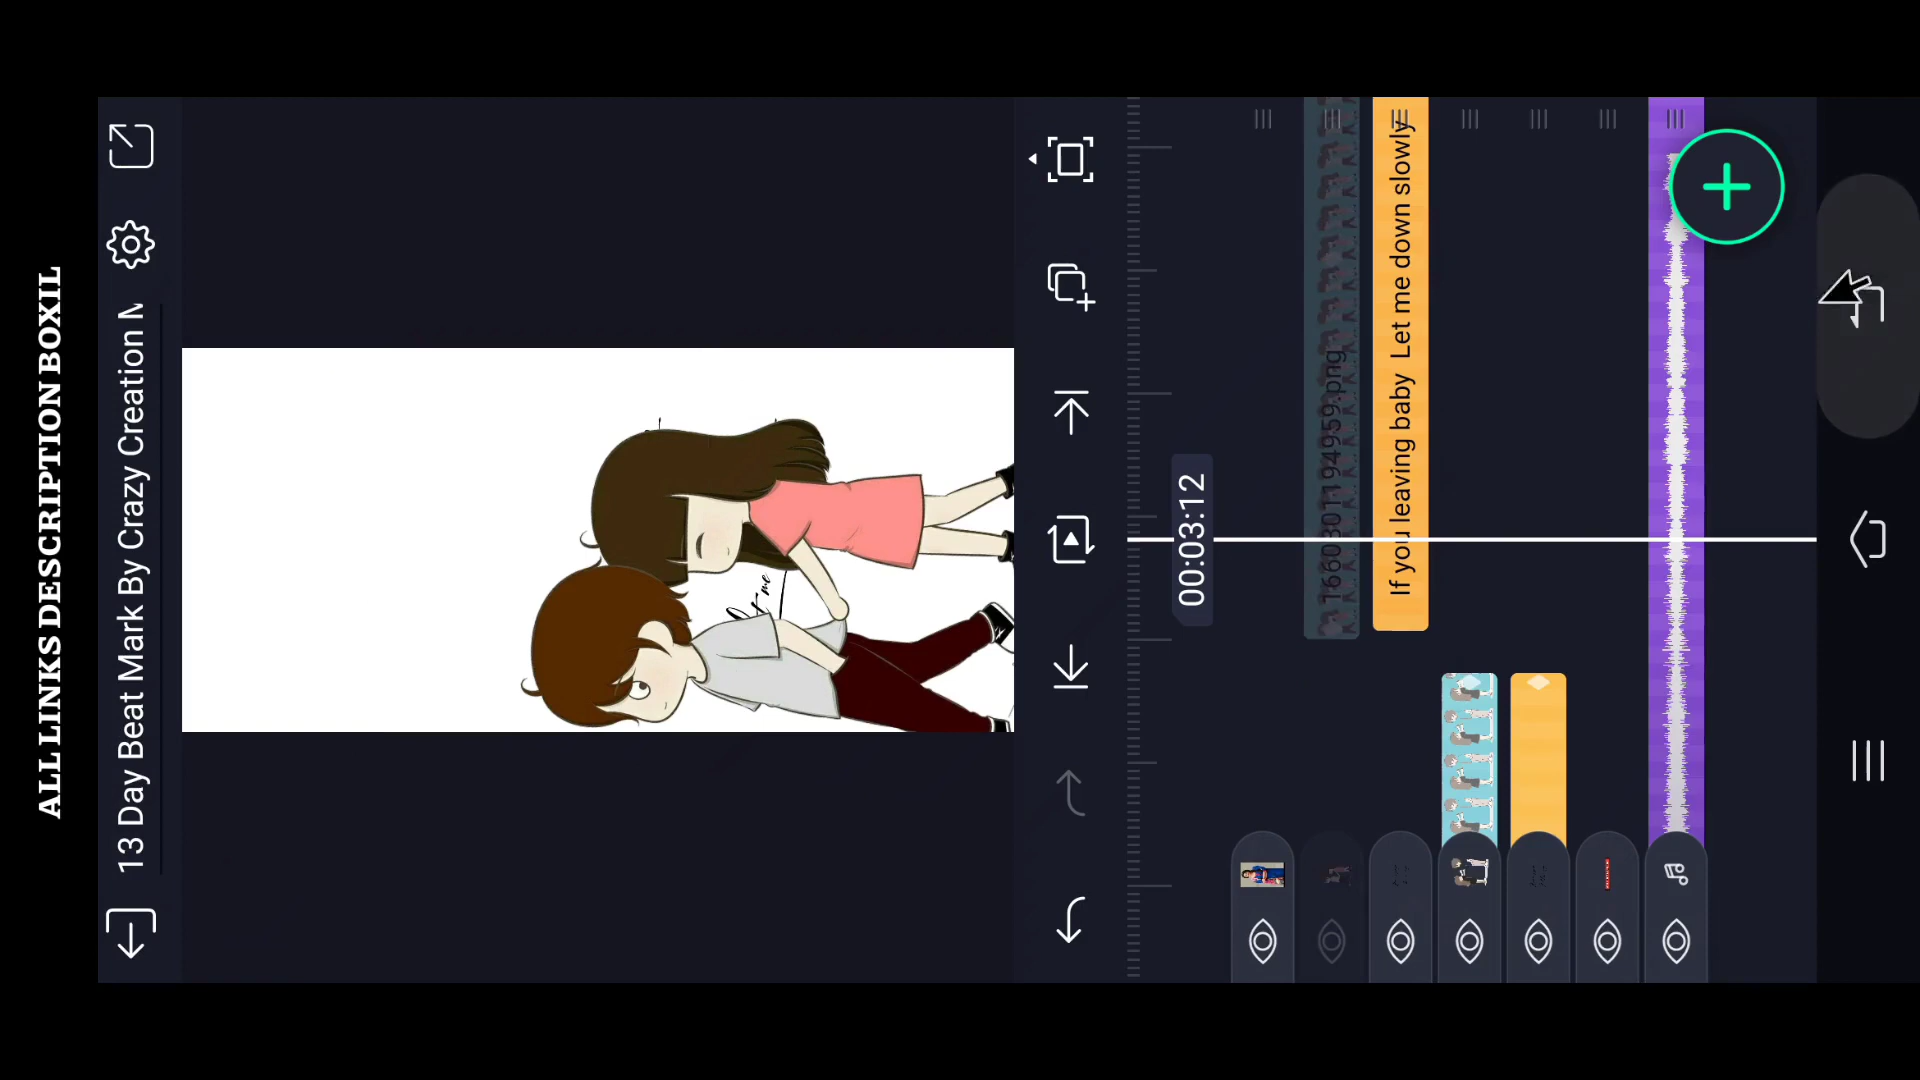 ALL LINKS DESCRIPTION BOXIL
13 Day Beat Mark By Crazy Creation
00:03:12
1660301194959.png
If you leaving baby Let me down slowly